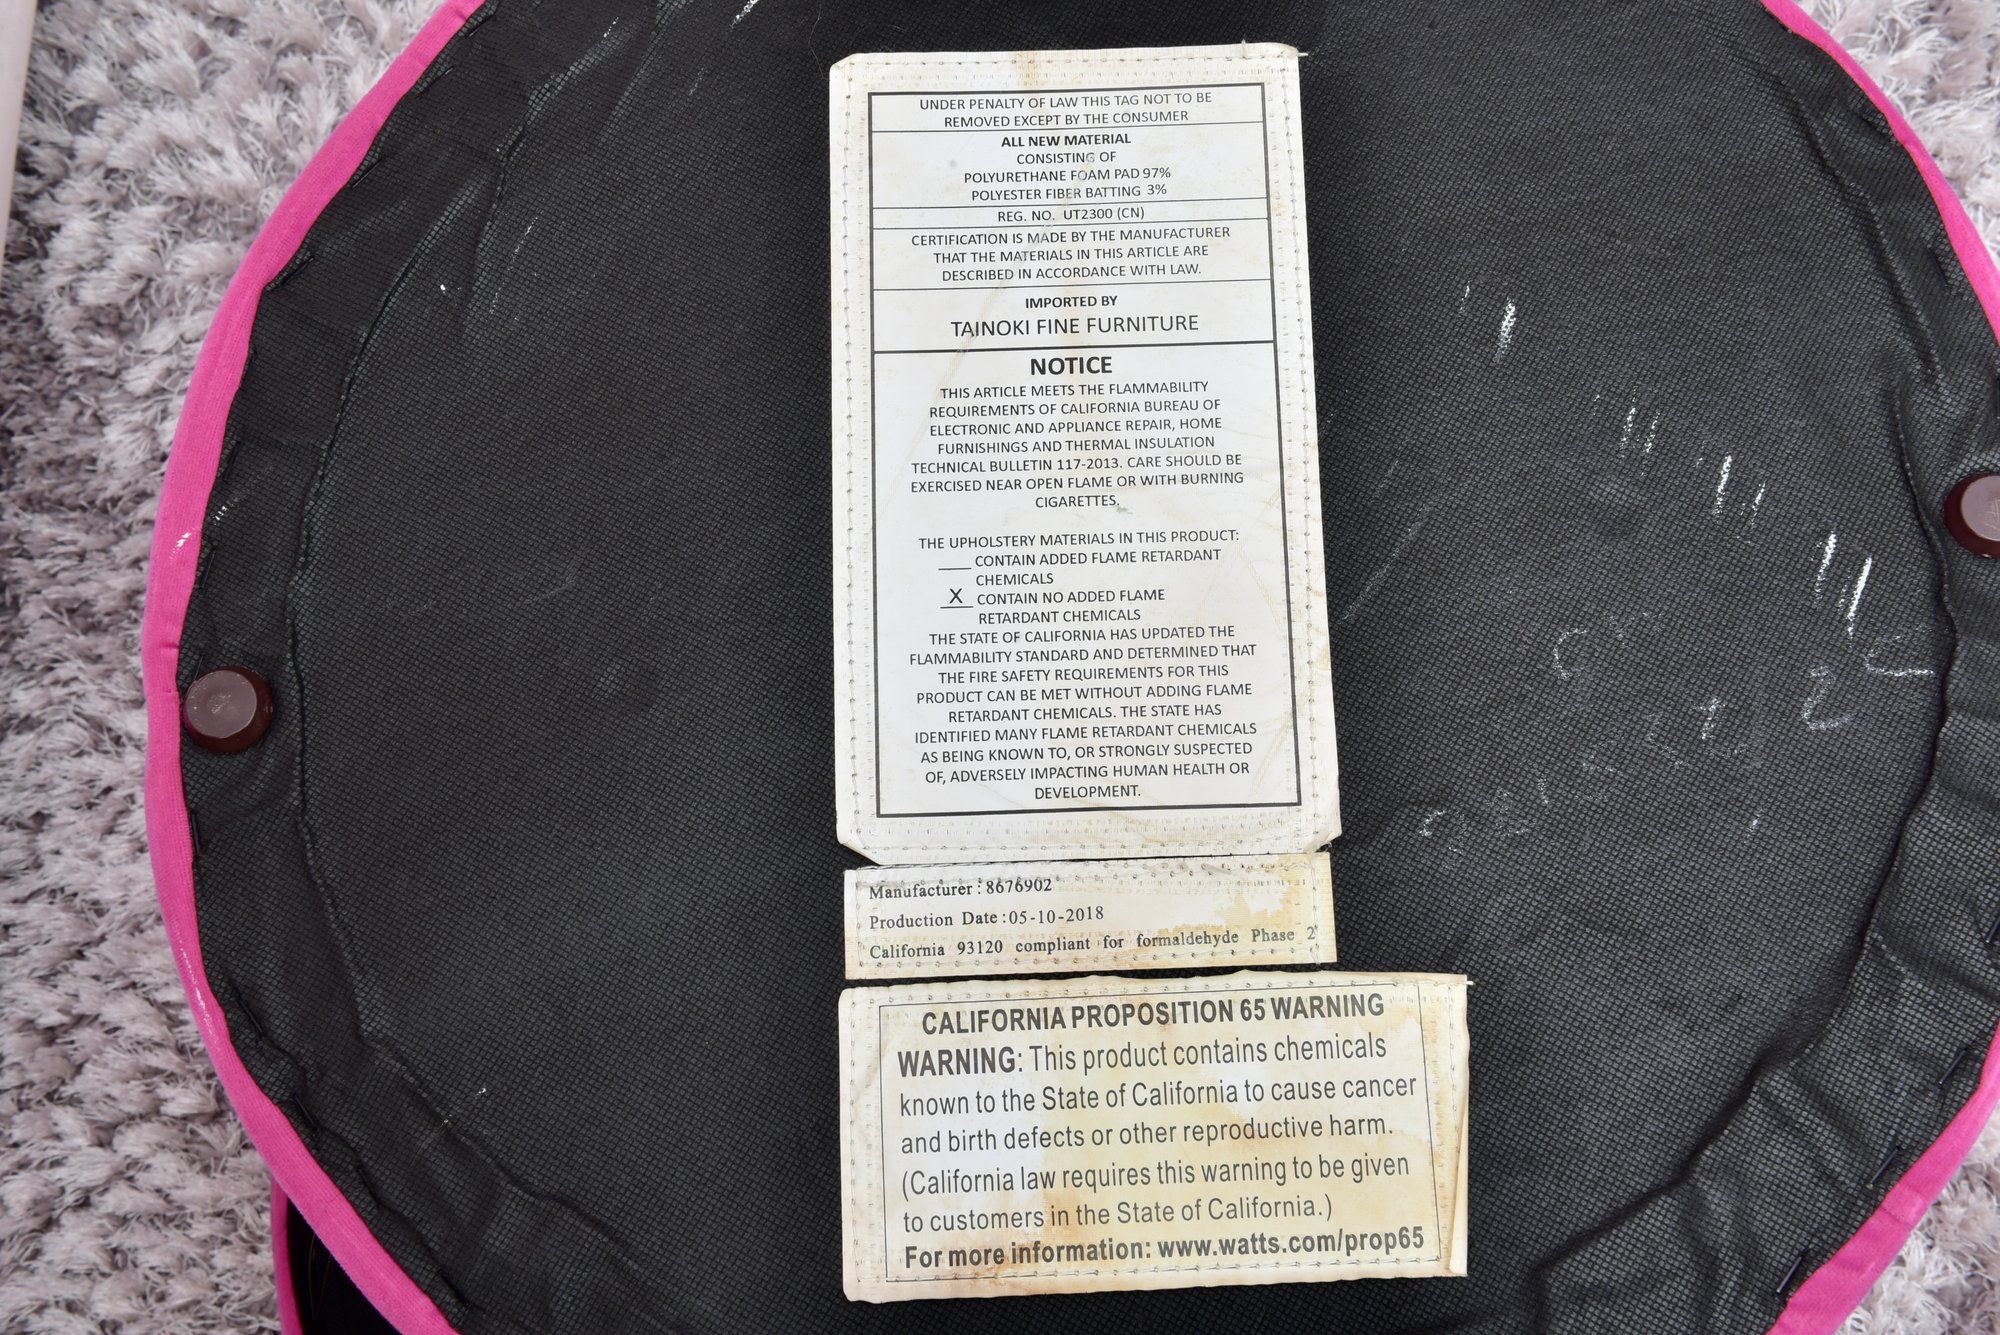 UNDER PENALTY OF LAW THIS TAG NOT TO BE
REMOVED EXCEPT BY THE CONSUMER
ALL NEW MATERIAL
CONSISTING OF
POLYURETHANE FOAM PAD 97%
POLYESTER FIBER BATTING 3%
REG. NO. UT2300 (CN)
CERTIFICATION IS MADE BY THE MANUFACTURER
THAT THE MATERIALS IN THIS ARTICLE ARE
DESCRIBED IN ACCORDANCE WITH LAW.
IMPORTED BY
TAINOKI FINE FURNITURE
NOTICE
THIS ARTICLE MEETS THE FLAMMABILITY
REQUIREMENTS OF CALIFORNIA BUREAU OF
ELECTRONIC AND APPLIANCE REPAIR, HOME
FURNISHINGS AND THERMAL INSULATION
TECHNICAL BULLETIN 117-2013. CARE SHOULD BE
EXERCISED NEAR OPEN FLAME OR WITH BURNING
CIGARETTES.
THE UPHOLSTERY MATERIALS IN THIS PRODUCT:
___ CONTAIN ADDED FLAME RETARDANT
CHEMICALS
X CONTAIN NO ADDED FLAME
RETARDANT CHEMICALS
THE STATE OF CALIFORNIA HAS UPDATED THE
FLAMMABILITY STANDARD AND DETERMINED THAT
THE FIRE SAFETY REQUIREMENTS FOR THIS
PRODUCT CAN BE MET WITHOUT ADDING FLAME
RETARDANT CHEMICALS. THE STATE HAS
IDENTIFIED MANY FLAME RETARDANT CHEMICALS
AS BEING KNOWN TO, OR STRONGLY SUSPECTED
OF, ADVERSELY IMPACTING HUMAN HEALTH OR
DEVELOPMENT.
Manufacturer : 8676902
Production Date : 05-10-2018
California 93120 compliant for formaldehyde Phase 2
CALIFORNIA PROPOSITION 65 WARNING
WARNING: This product contains chemicals
known to the State of California to cause cancer
and birth defects or other reproductive harm.
(California law requires this warning to be given
to customers in the State of California.)
For more information: www.watts.com/prop65